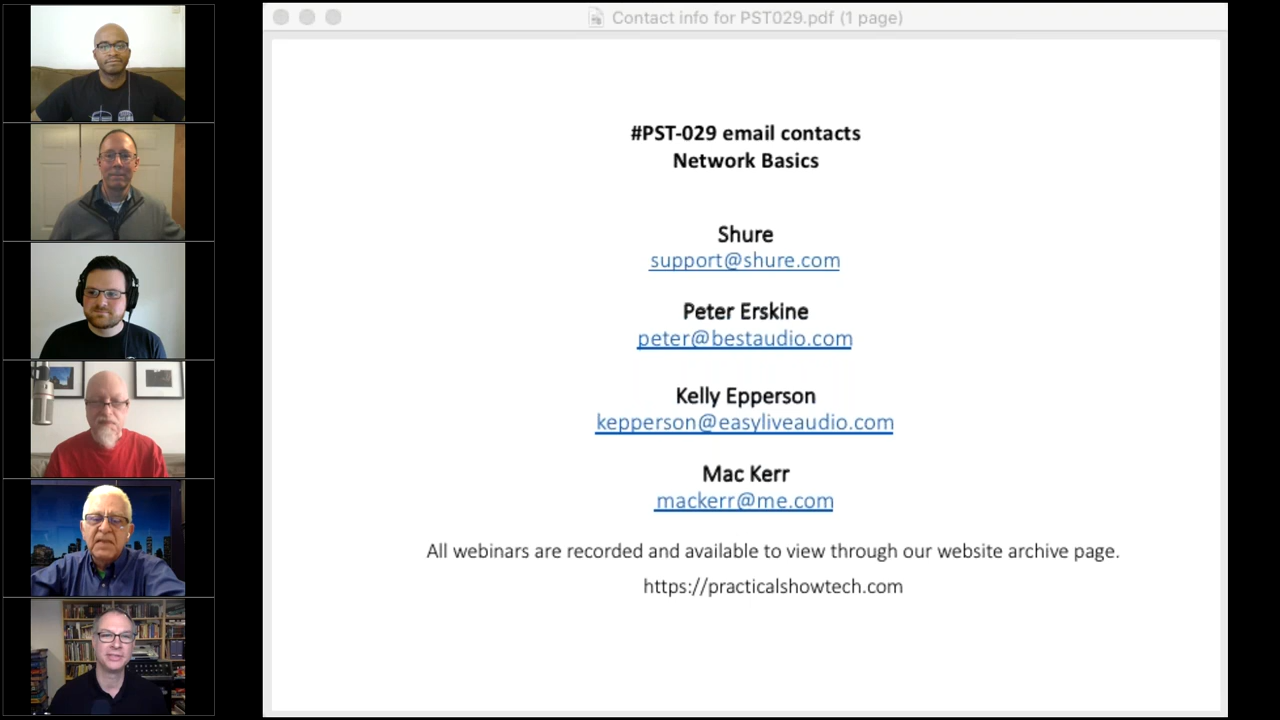 Contact info for PST029.pdf (1 page)
#PST-029 email contacts
Network Basics
Shure
support@shure.com
Peter Erskine
peter@bestaudio.com
Kelly Epperson
kepperson@easyliveaudio.com
Mac Kerr
mackerr@me.com
All webinars are recorded and available to view through our website archive page.
https://practicalshowtech.com